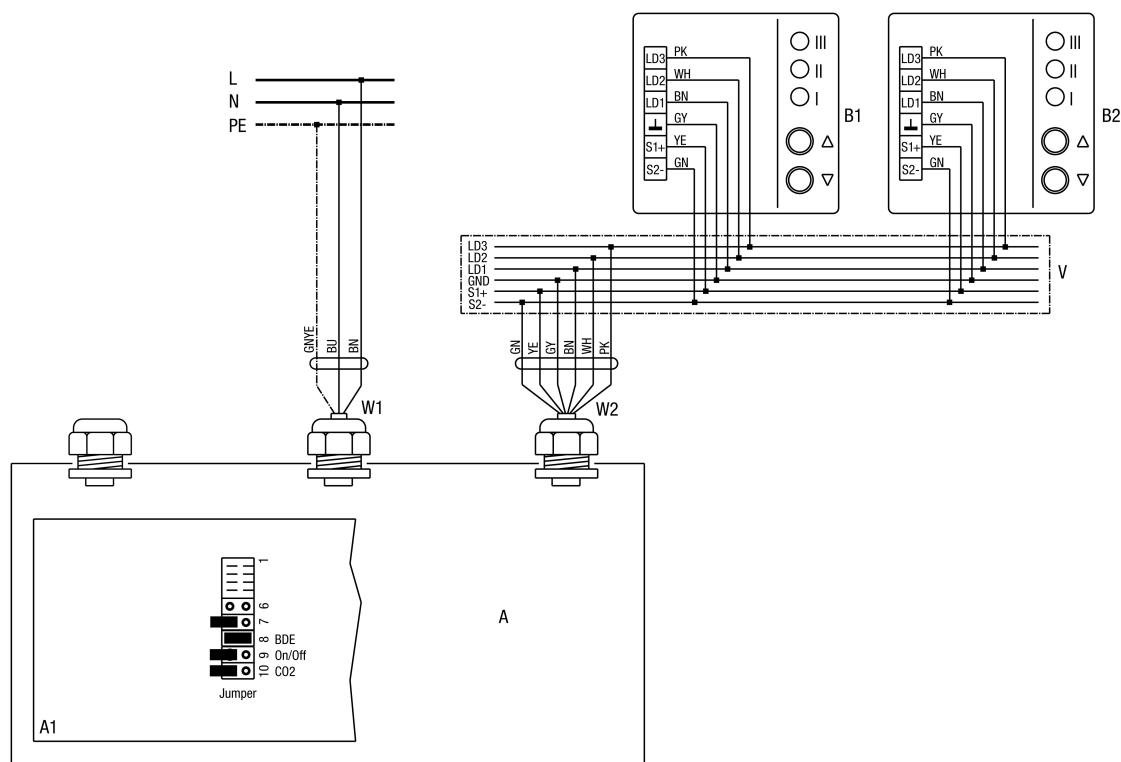 L
N
PE
LD3 PK
LD2 WH
LD1 BN
GY
S1+ YE
S2- GN
III
II
I
B1
LD3 PK
LD2 WH
LD1 BN
GY
S1+ YE
S2- GN
III
II
I
B2
LD3
LD2
LD1
GND
S1+
S2-
V
GNYE
BU
BN
W1
GN
YE
GY
BN
WH
PK
W2
1
6
7
8 BDE
9 On/Off
10 CO2
Jumper
A
A1